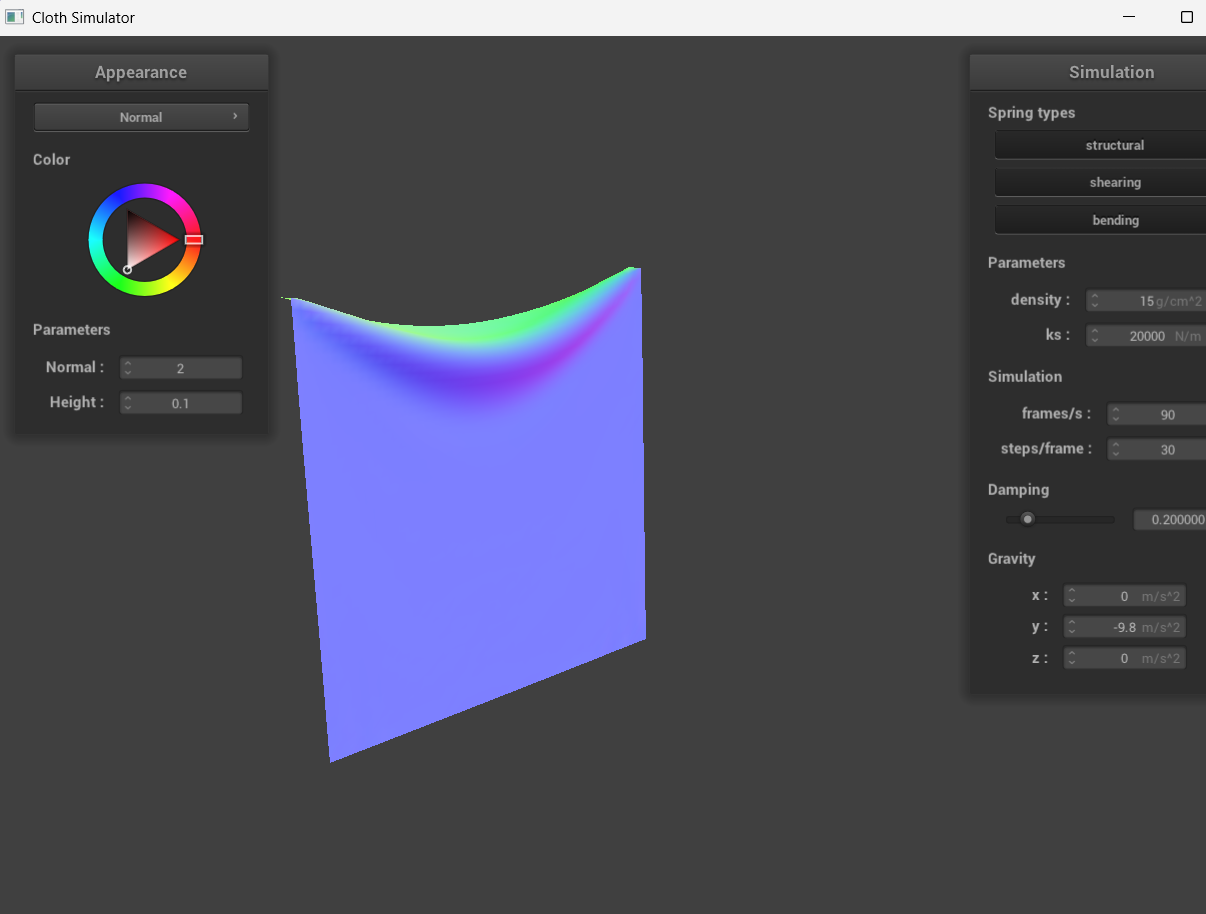 Cloth Simulator
Appearance
Normal
Color
Parameters
Normal : 2
Height : 0.1
Simulation
Spring types
structural
shearing
bending
Parameters
density : 15 g/cm^2
ks : 20000 N/m
Simulation
frames/s : 90
steps/frame : 30
Damping
0.200000
Gravity
x : 0 m/s^2
y : -9.8 m/s^2
z : 0 m/s^2